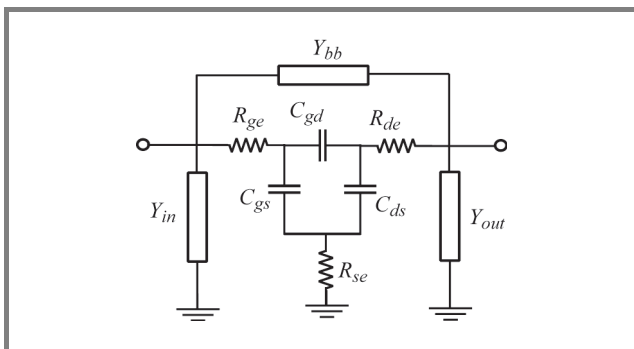 Y_bb
R_ge
C_gd
R_de
Y_in
C_gs
C_ds
Y_out
R_se